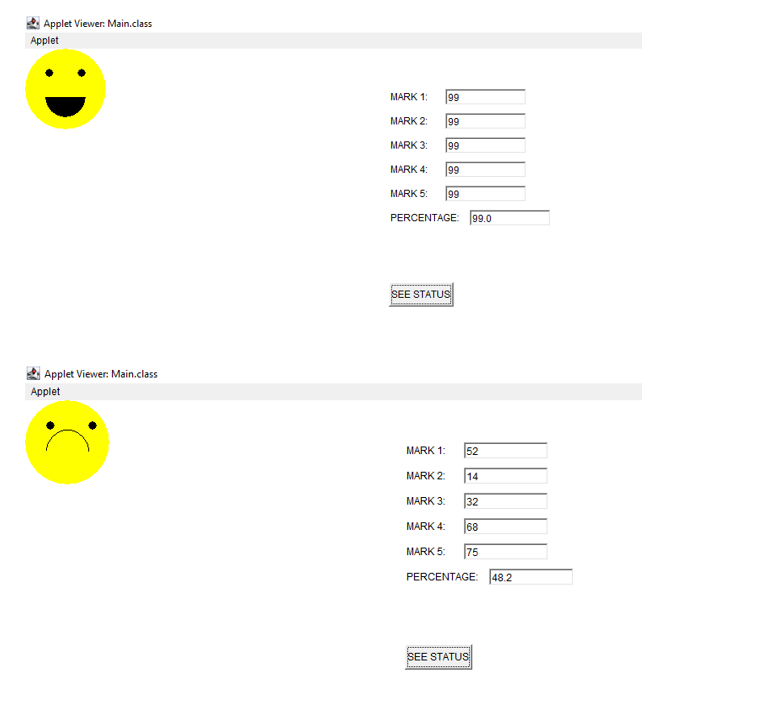 Applet Viewer: Main.class
Applet
MARK 1: 99
MARK 2: 99
MARK 3: 99
MARK 4: 99
MARK 5: 99
PERCENTAGE: 99.0
SEE STATUS
Applet Viewer: Main.class
Applet
MARK 1: 52
MARK 2: 14
MARK 3: 32
MARK 4: 68
MARK 5: 75
PERCENTAGE: 48.2
SEE STATUS